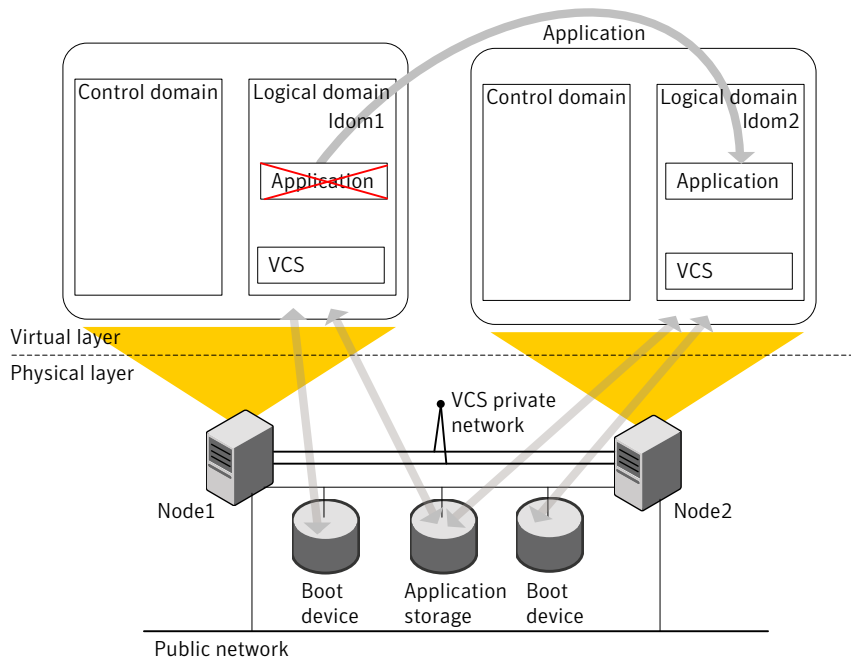 Application
Control domain
Logical domain
ldom1
Application
VCS
Control domain
Logical domain
ldom2
Application
VCS
Virtual layer
Physical layer
VCS private
network
Node1
Node2
Boot
device
Application
storage
Boot
device
Public network